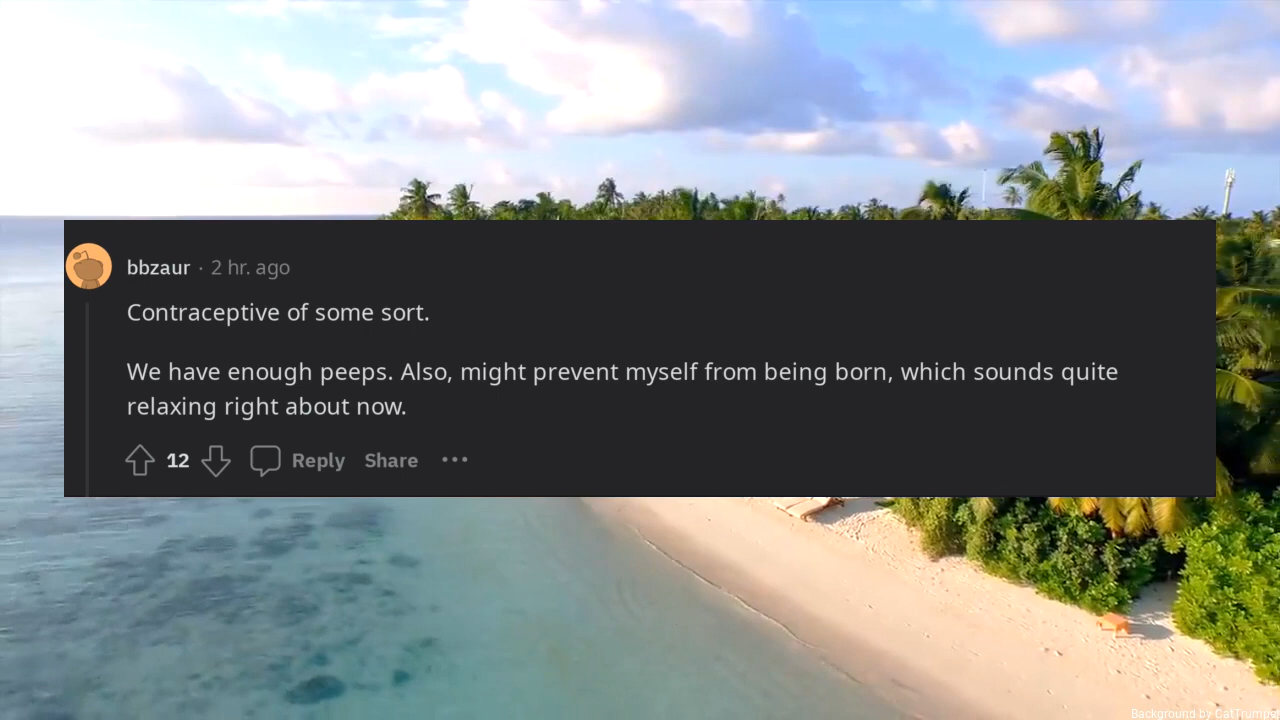 bbzaur · 2 hr. ago
Contraceptive of some sort.
We have enough peeps. Also, might prevent myself from being born, which sounds quite
relaxing right about now.
12 Reply Share •••
Background by CatTrumpet